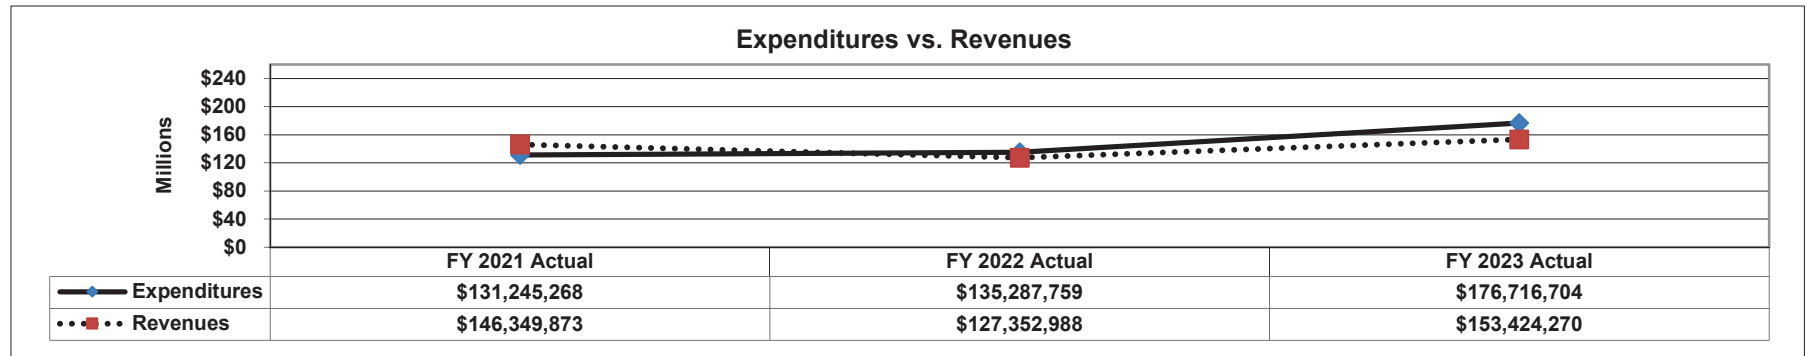 Expenditures vs. Revenues
Millions
$240
$200
$160
$120
$80
$40
$0
FY 2021 Actual FY 2022 Actual FY 2023 Actual
Expenditures $131,245,268 $135,287,759 $176,716,704
Revenues $146,349,873 $127,352,988 $153,424,270